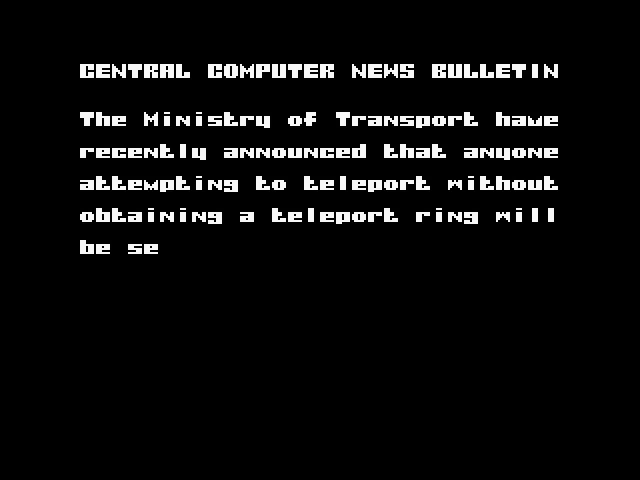 CENTRAL COMPUTER NEWS BULLETIN
The Ministry of Transport have
recently announced that anyone
attempting to teleport without
obtaining a teleport ring will
be se